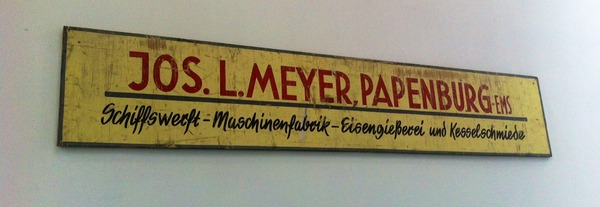 JOS. L. MEYER, PAPENBURG-EMS
Schiffswerft-Maschinenfabrik-Eisengießerei und Kesselschmiede